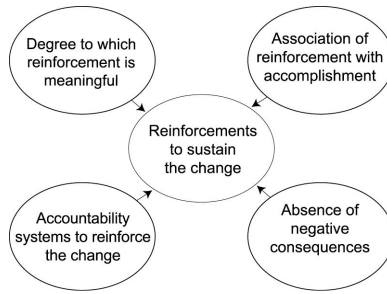 Degree to which
reinforcement is
meaningful
Association of
reinforcement with
accomplishment
Reinforcements
to sustain
the change
Accountability
systems to reinforce
the change
Absence of
negative
consequences